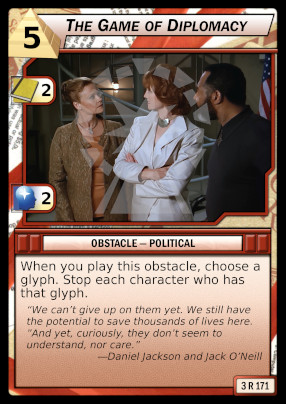 5
THE GAME OF DIPLOMACY
2
2
OBSTACLE – POLITICAL
When you play this obstacle, choose a
glyph. Stop each character who has
that glyph.
"We can't give up on them yet. We still have
the potential to save thousands of lives here.
"And yet, curiously, they don't seem to
understand, nor care."
—Daniel Jackson and Jack O'Neill
3 R 171